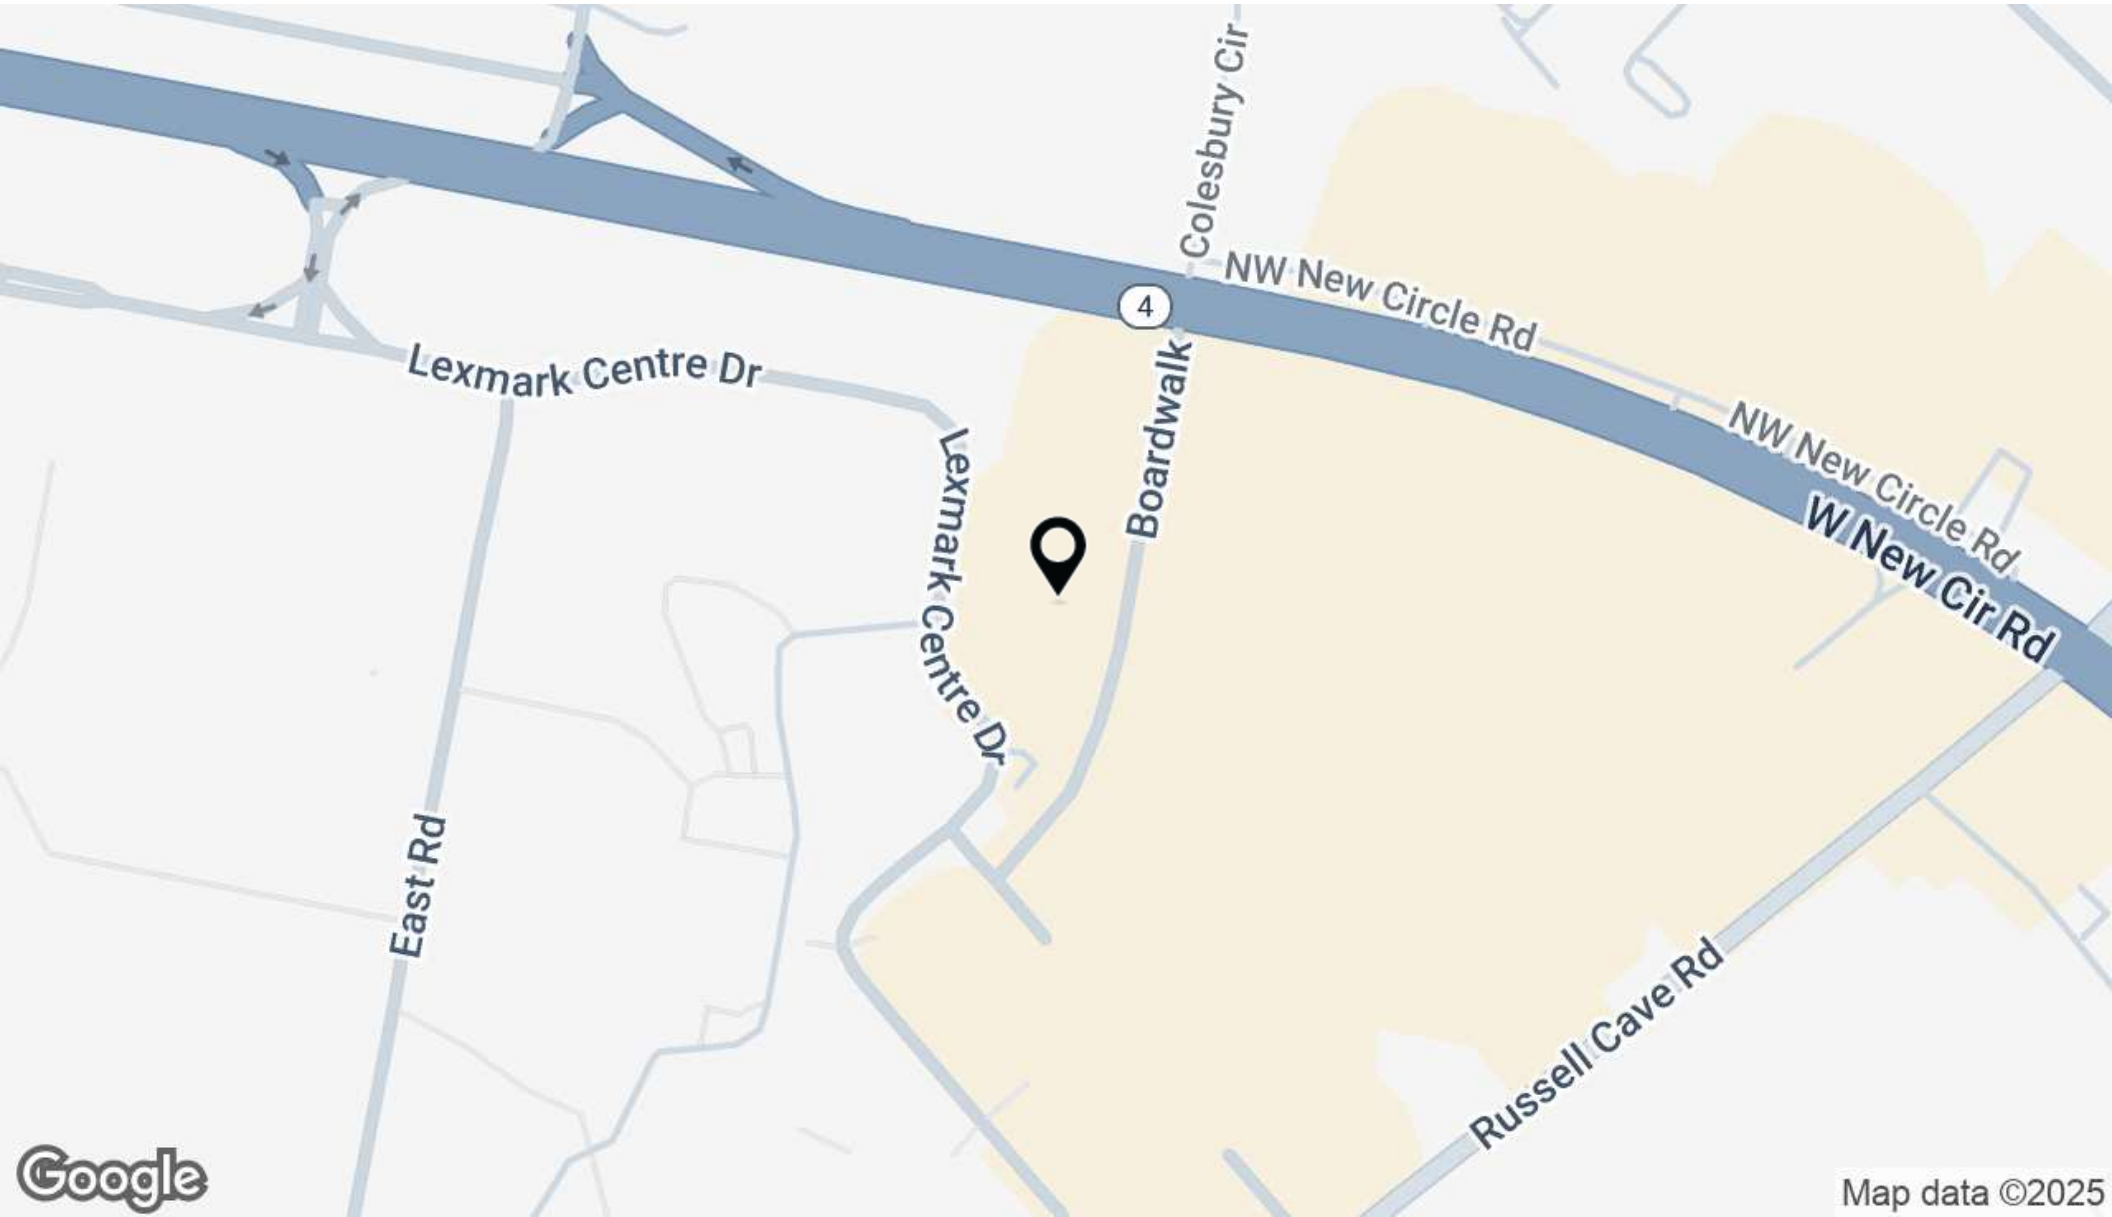 Colesbury Cir
NW New Circle Rd
4
Lexmark Centre Dr
Boardwalk
NW New Circle Rd
Lexmark Centre Dr
W New Cir Rd
East Rd
Russell Cave Rd
Google
Map data ©2025